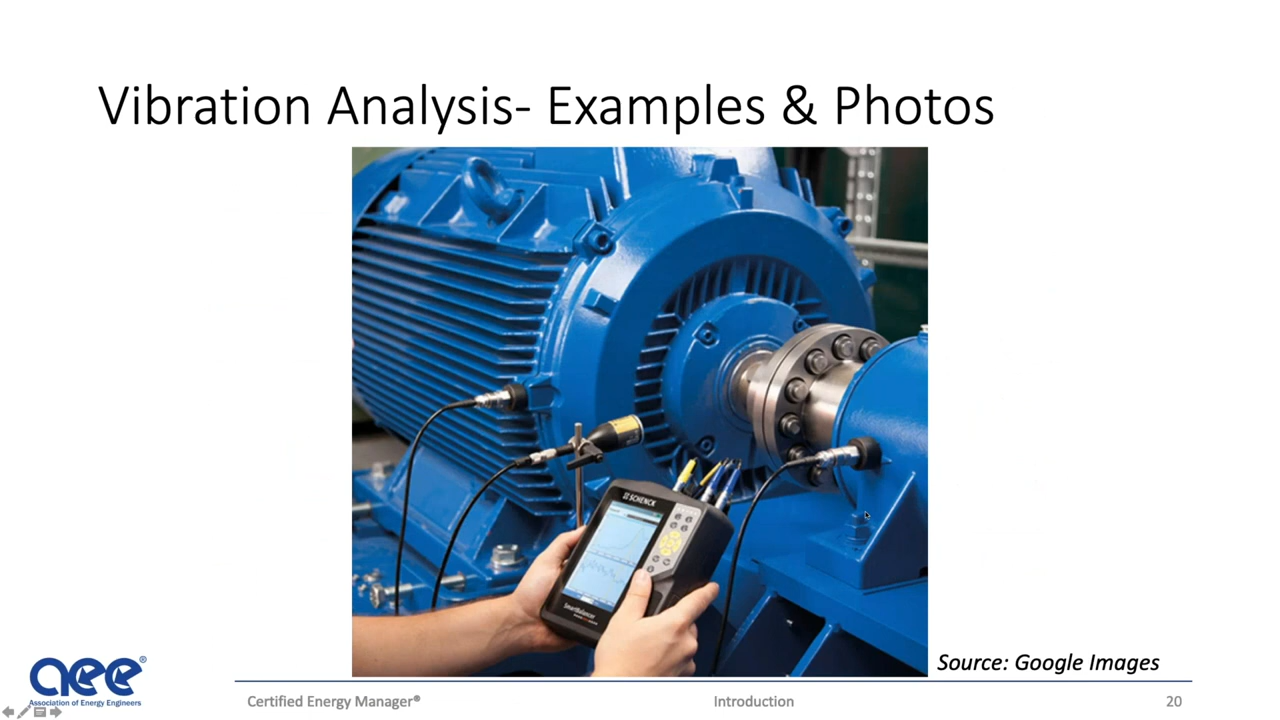 Vibration Analysis- Examples & Photos
SCHENCK
SmartBalancer
Source: Google Images
aee®
Association of Energy Engineers
Certified Energy Manager®
Introduction
20